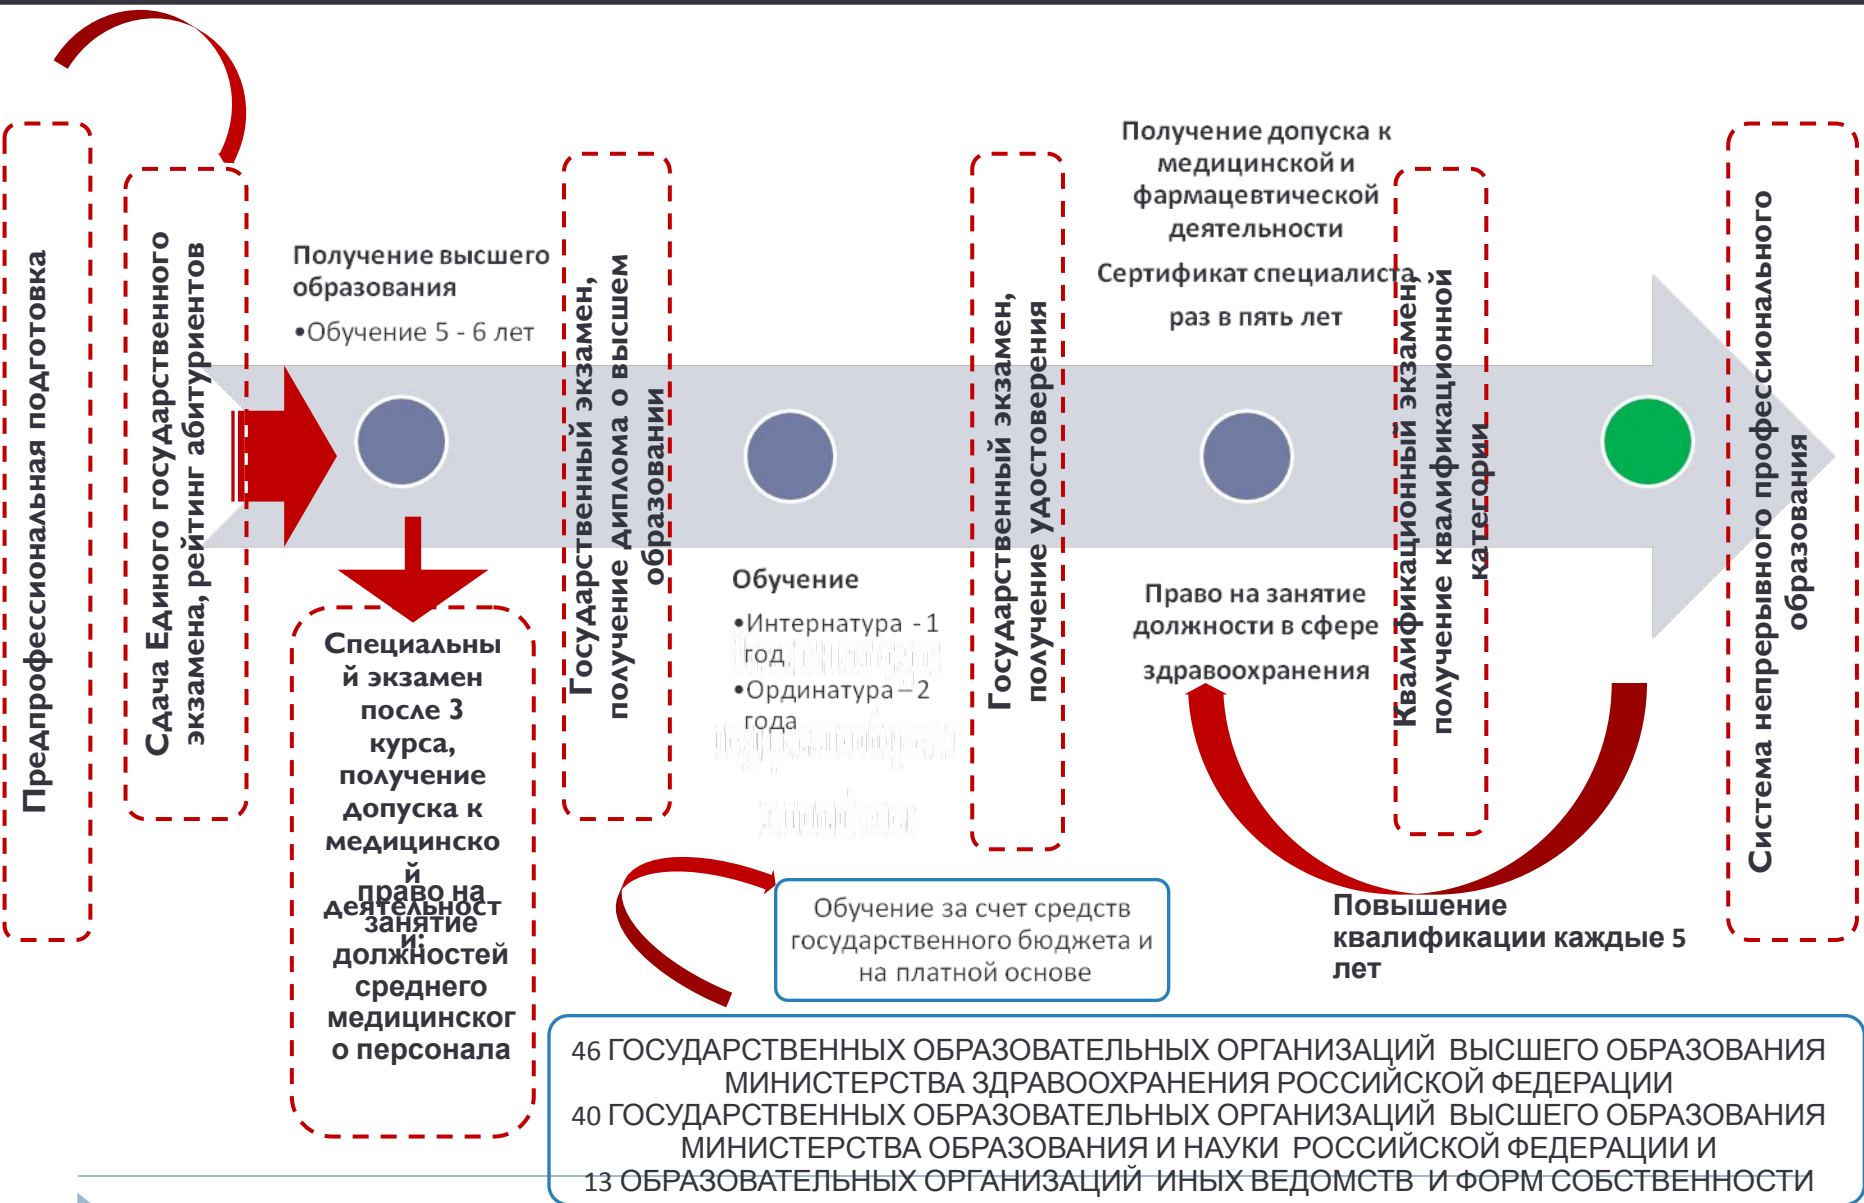 Предпрофессиональная подготовка
Сдача Единого государственного
экзамена, рейтинг абитуриентов
Получение высшего
образования
•Обучение 5 - 6 лет
Специальны
й экзамен
после 3
курса,
получение
допуска к
медицинско
й
деятельност
и:
право на
занятие
должностей
среднего
медицинског
о персонала
Государственный экзамен,
получение диплома о высшем
образовании
Обучение
•Интернатура - 1
год
•Ординатура – 2
года
Государственный экзамен,
получение удостоверения
Получение допуска к
медицинской и
фармацевтической
деятельности
Сертификат специалиста
раз в пять лет
Право на занятие
должности в сфере
здравоохранения
Квалификационный экзамен,
получение квалификационной
категории
Система непрерывного профессионального
образования
Повышение
квалификации каждые 5
лет
Обучение за счет средств
государственного бюджета и
на платной основе
46 ГОСУДАРСТВЕННЫХ ОБРАЗОВАТЕЛЬНЫХ ОРГАНИЗАЦИЙ ВЫСШЕГО ОБРАЗОВАНИЯ
МИНИСТЕРСТВА ЗДРАВООХРАНЕНИЯ РОССИЙСКОЙ ФЕДЕРАЦИИ
40 ГОСУДАРСТВЕННЫХ ОБРАЗОВАТЕЛЬНЫХ ОРГАНИЗАЦИЙ ВЫСШЕГО ОБРАЗОВАНИЯ
МИНИСТЕРСТВА ОБРАЗОВАНИЯ И НАУКИ РОССИЙСКОЙ ФЕДЕРАЦИИ И
13 ОБРАЗОВАТЕЛЬНЫХ ОРГАНИЗАЦИЙ ИНЫХ ВЕДОМСТВ И ФОРМ СОБСТВЕННОСТИ